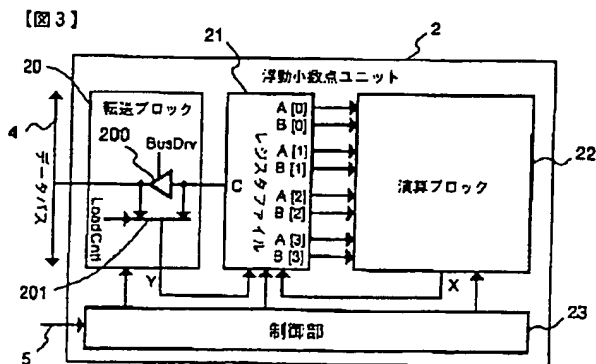 【図3】
2
浮動小数点ユニット
20
転送ブロック
21
4
データバス
200
BusDrv
LoadCntl
201
Y
C
レジスタファイル
A [0]
B [0]
A [1]
B [1]
A [2]
B [2]
A [3]
B [3]
演算ブロック
22
X
制御部
23
5